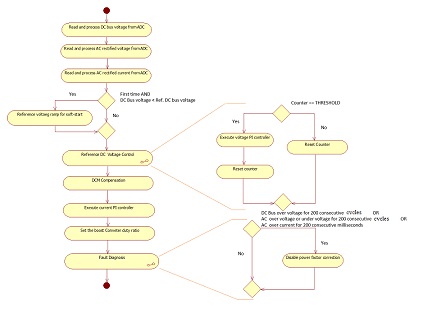 Read and process DC bus voltage from ADC
Read and process AC rectified voltage from ADC
Read and process AC rectified current from ADC
First time AND
DC Bus voltage < Ref. DC bus voltage
Yes
No
Reference voltang ramp for soft-start
Reference DC Voltage Control
DCM Compensation
Execute current PI controller
Set the boost Converter duty ratio
Fault Diagnosis
Counter == THRESHOLD
Yes
No
Execute voltage PI controller
Reset Counter
Reset counter
DC Bus over voltage for 200 consecutive cycles OR
AC over voltage or under voltage for 200 consecutive cycles OR
AC over current for 200 consecutive milliseconds
Yes
No
Disable power factor correction